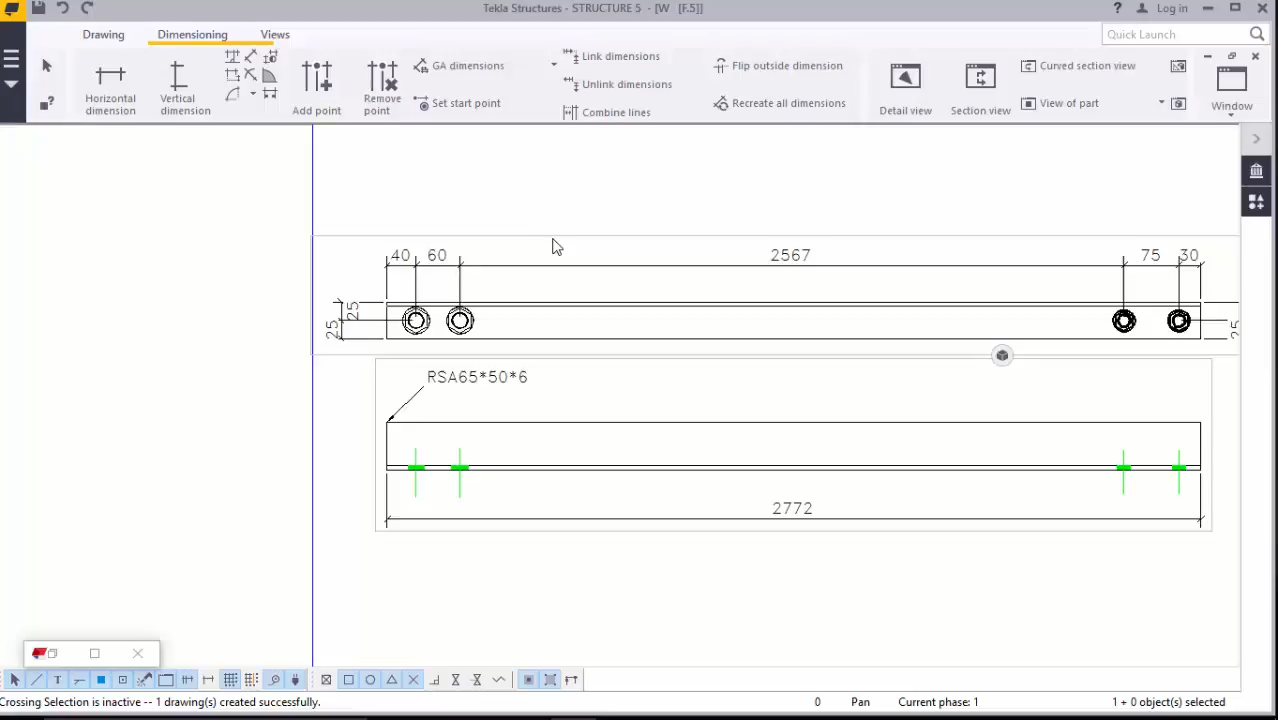 Tekla Structures - STRUCTURE 5 - [W [F.5]]
? Log in
Drawing Dimensioning Views Quick Launch
GA dimensions Link dimensions Flip outside dimension Curved section view
Unlink dimensions
Horizontal dimension Vertical dimension Add point Remove point Set start point Combine lines Recreate all dimensions Detail view Section view View of part Window
40 60 2567 75 30
25
25
25
RSA65*50*6
2772
Crossing Selection is inactive -- 1 drawing(s) created successfully. 0 Pan Current phase: 1 1 + 0 object(s) selected